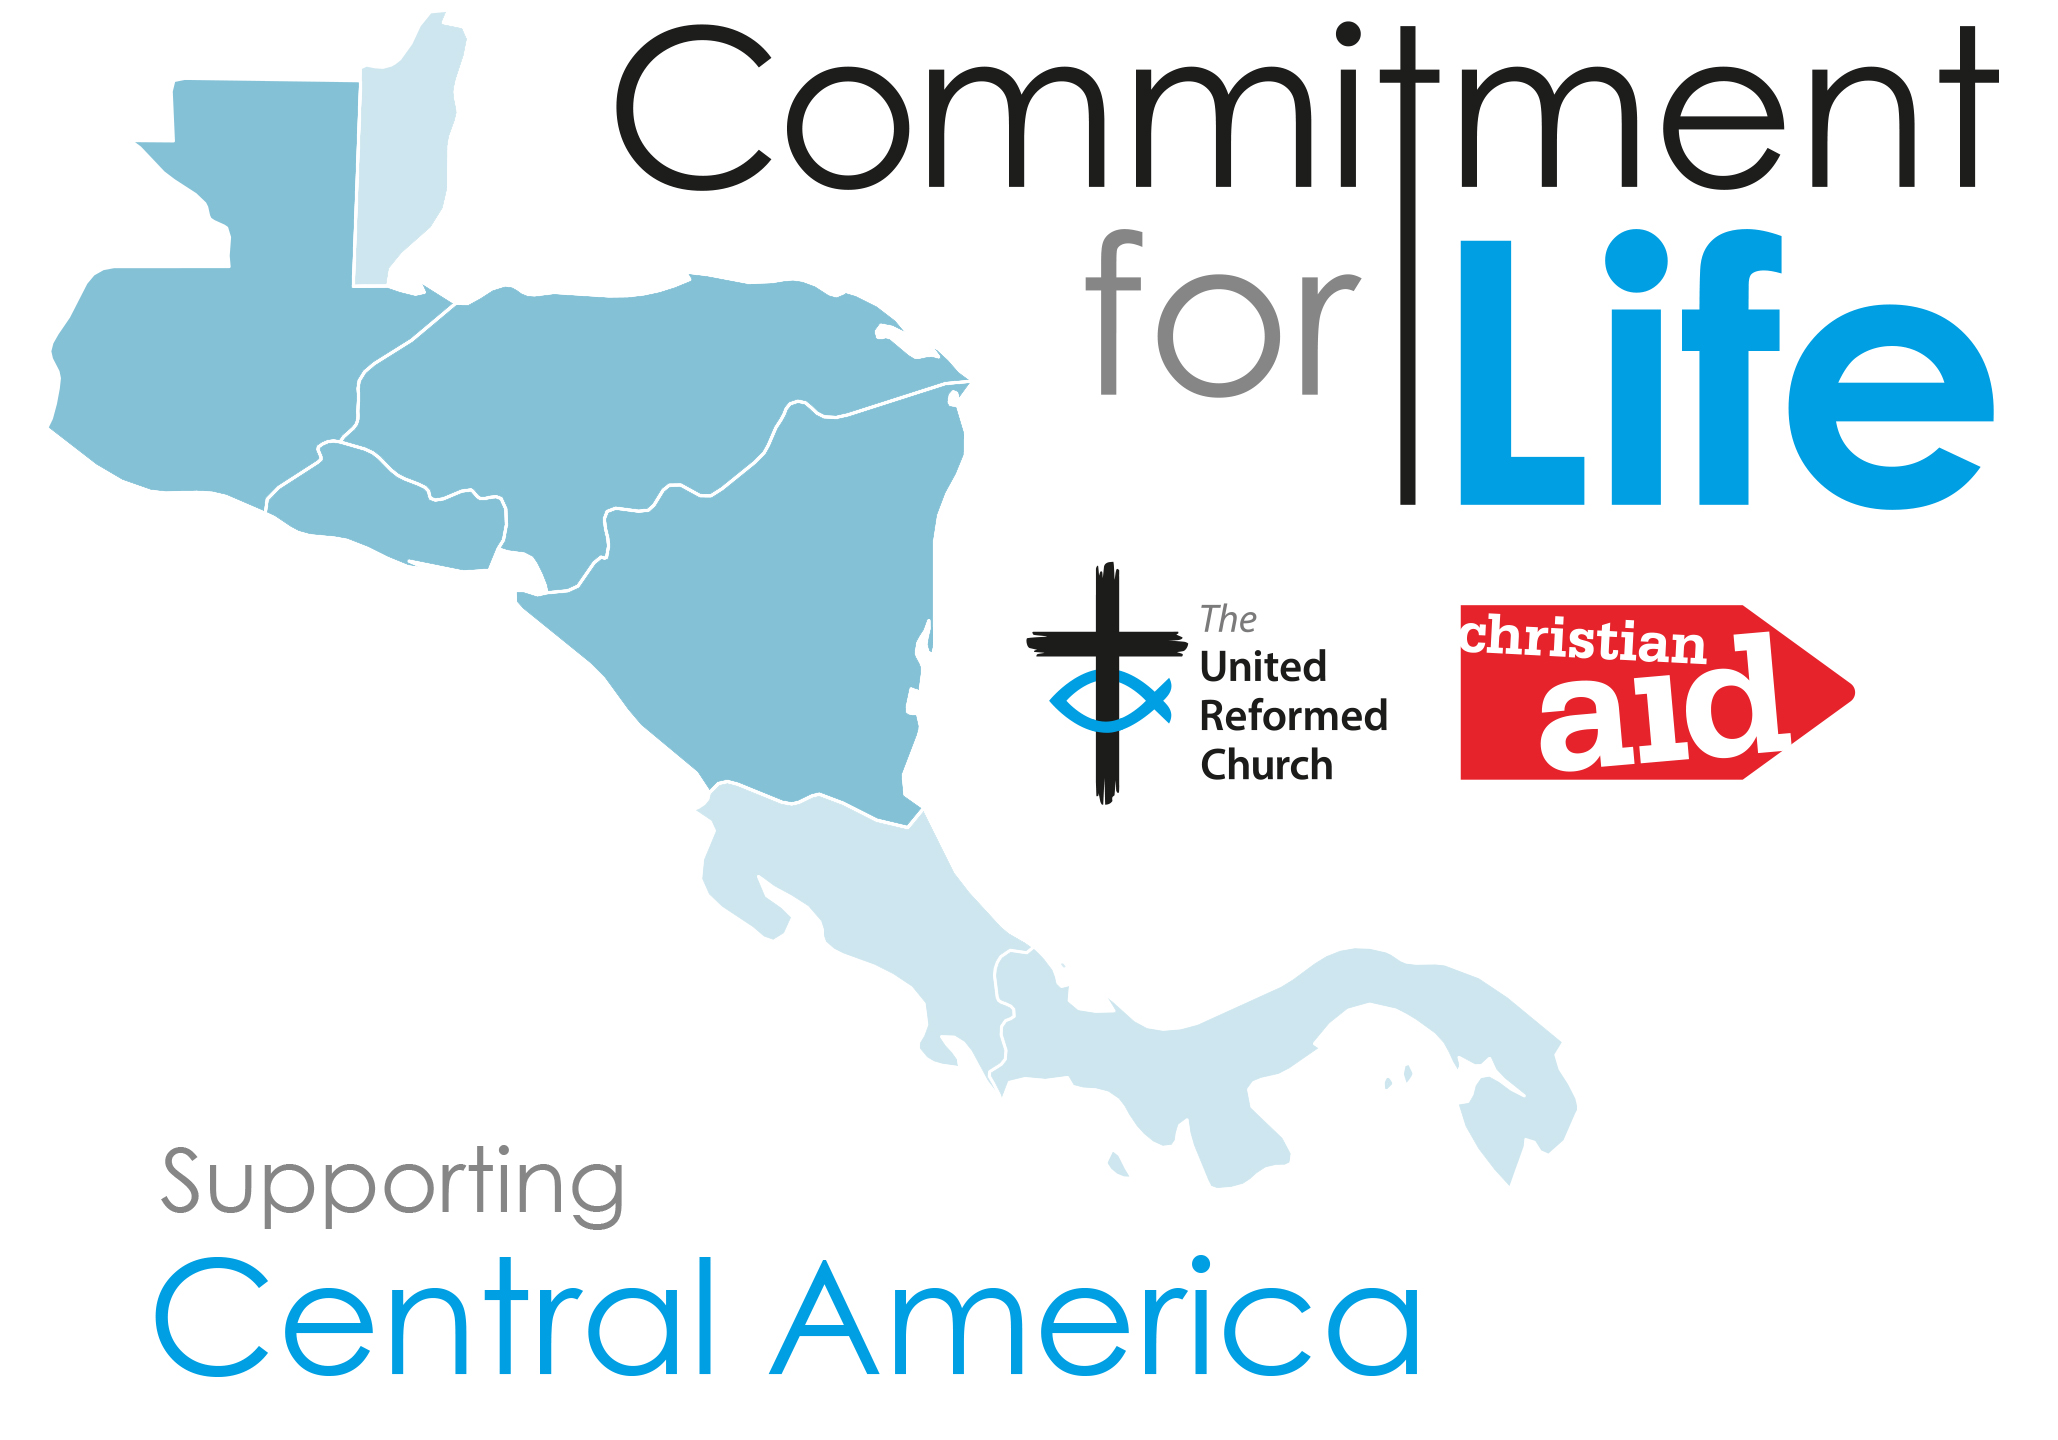 Commitment
for Life
The
United
Reformed
Church
christian
aid
Supporting
Central America